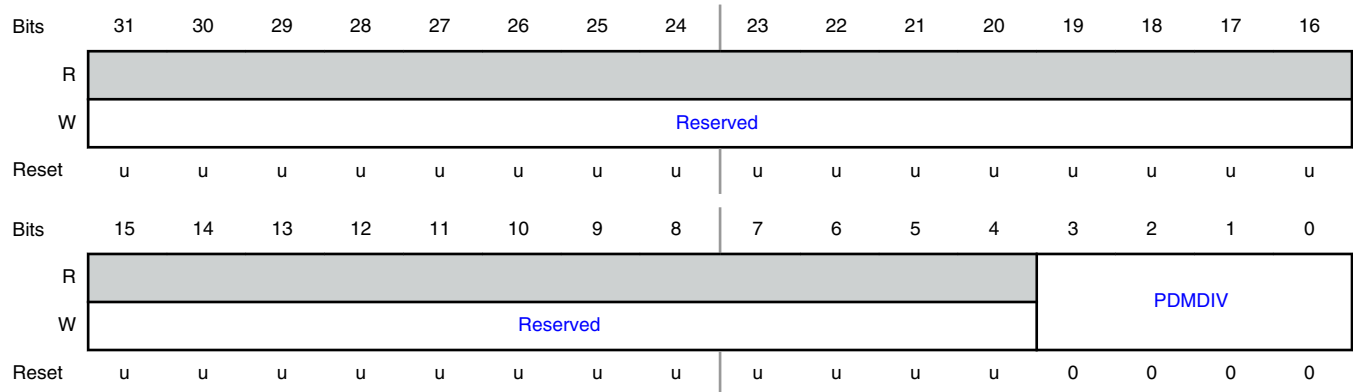 Bits 31 30 29 28 27 26 25 24 23 22 21 20 19 18 17 16
R
W Reserved
Reset u u u u u u u u u u u u u u u u
Bits 15 14 13 12 11 10 9 8 7 6 5 4 3 2 1 0
R
PDMDIV
W Reserved
Reset u u u u u u u u u u u u 0 0 0 0